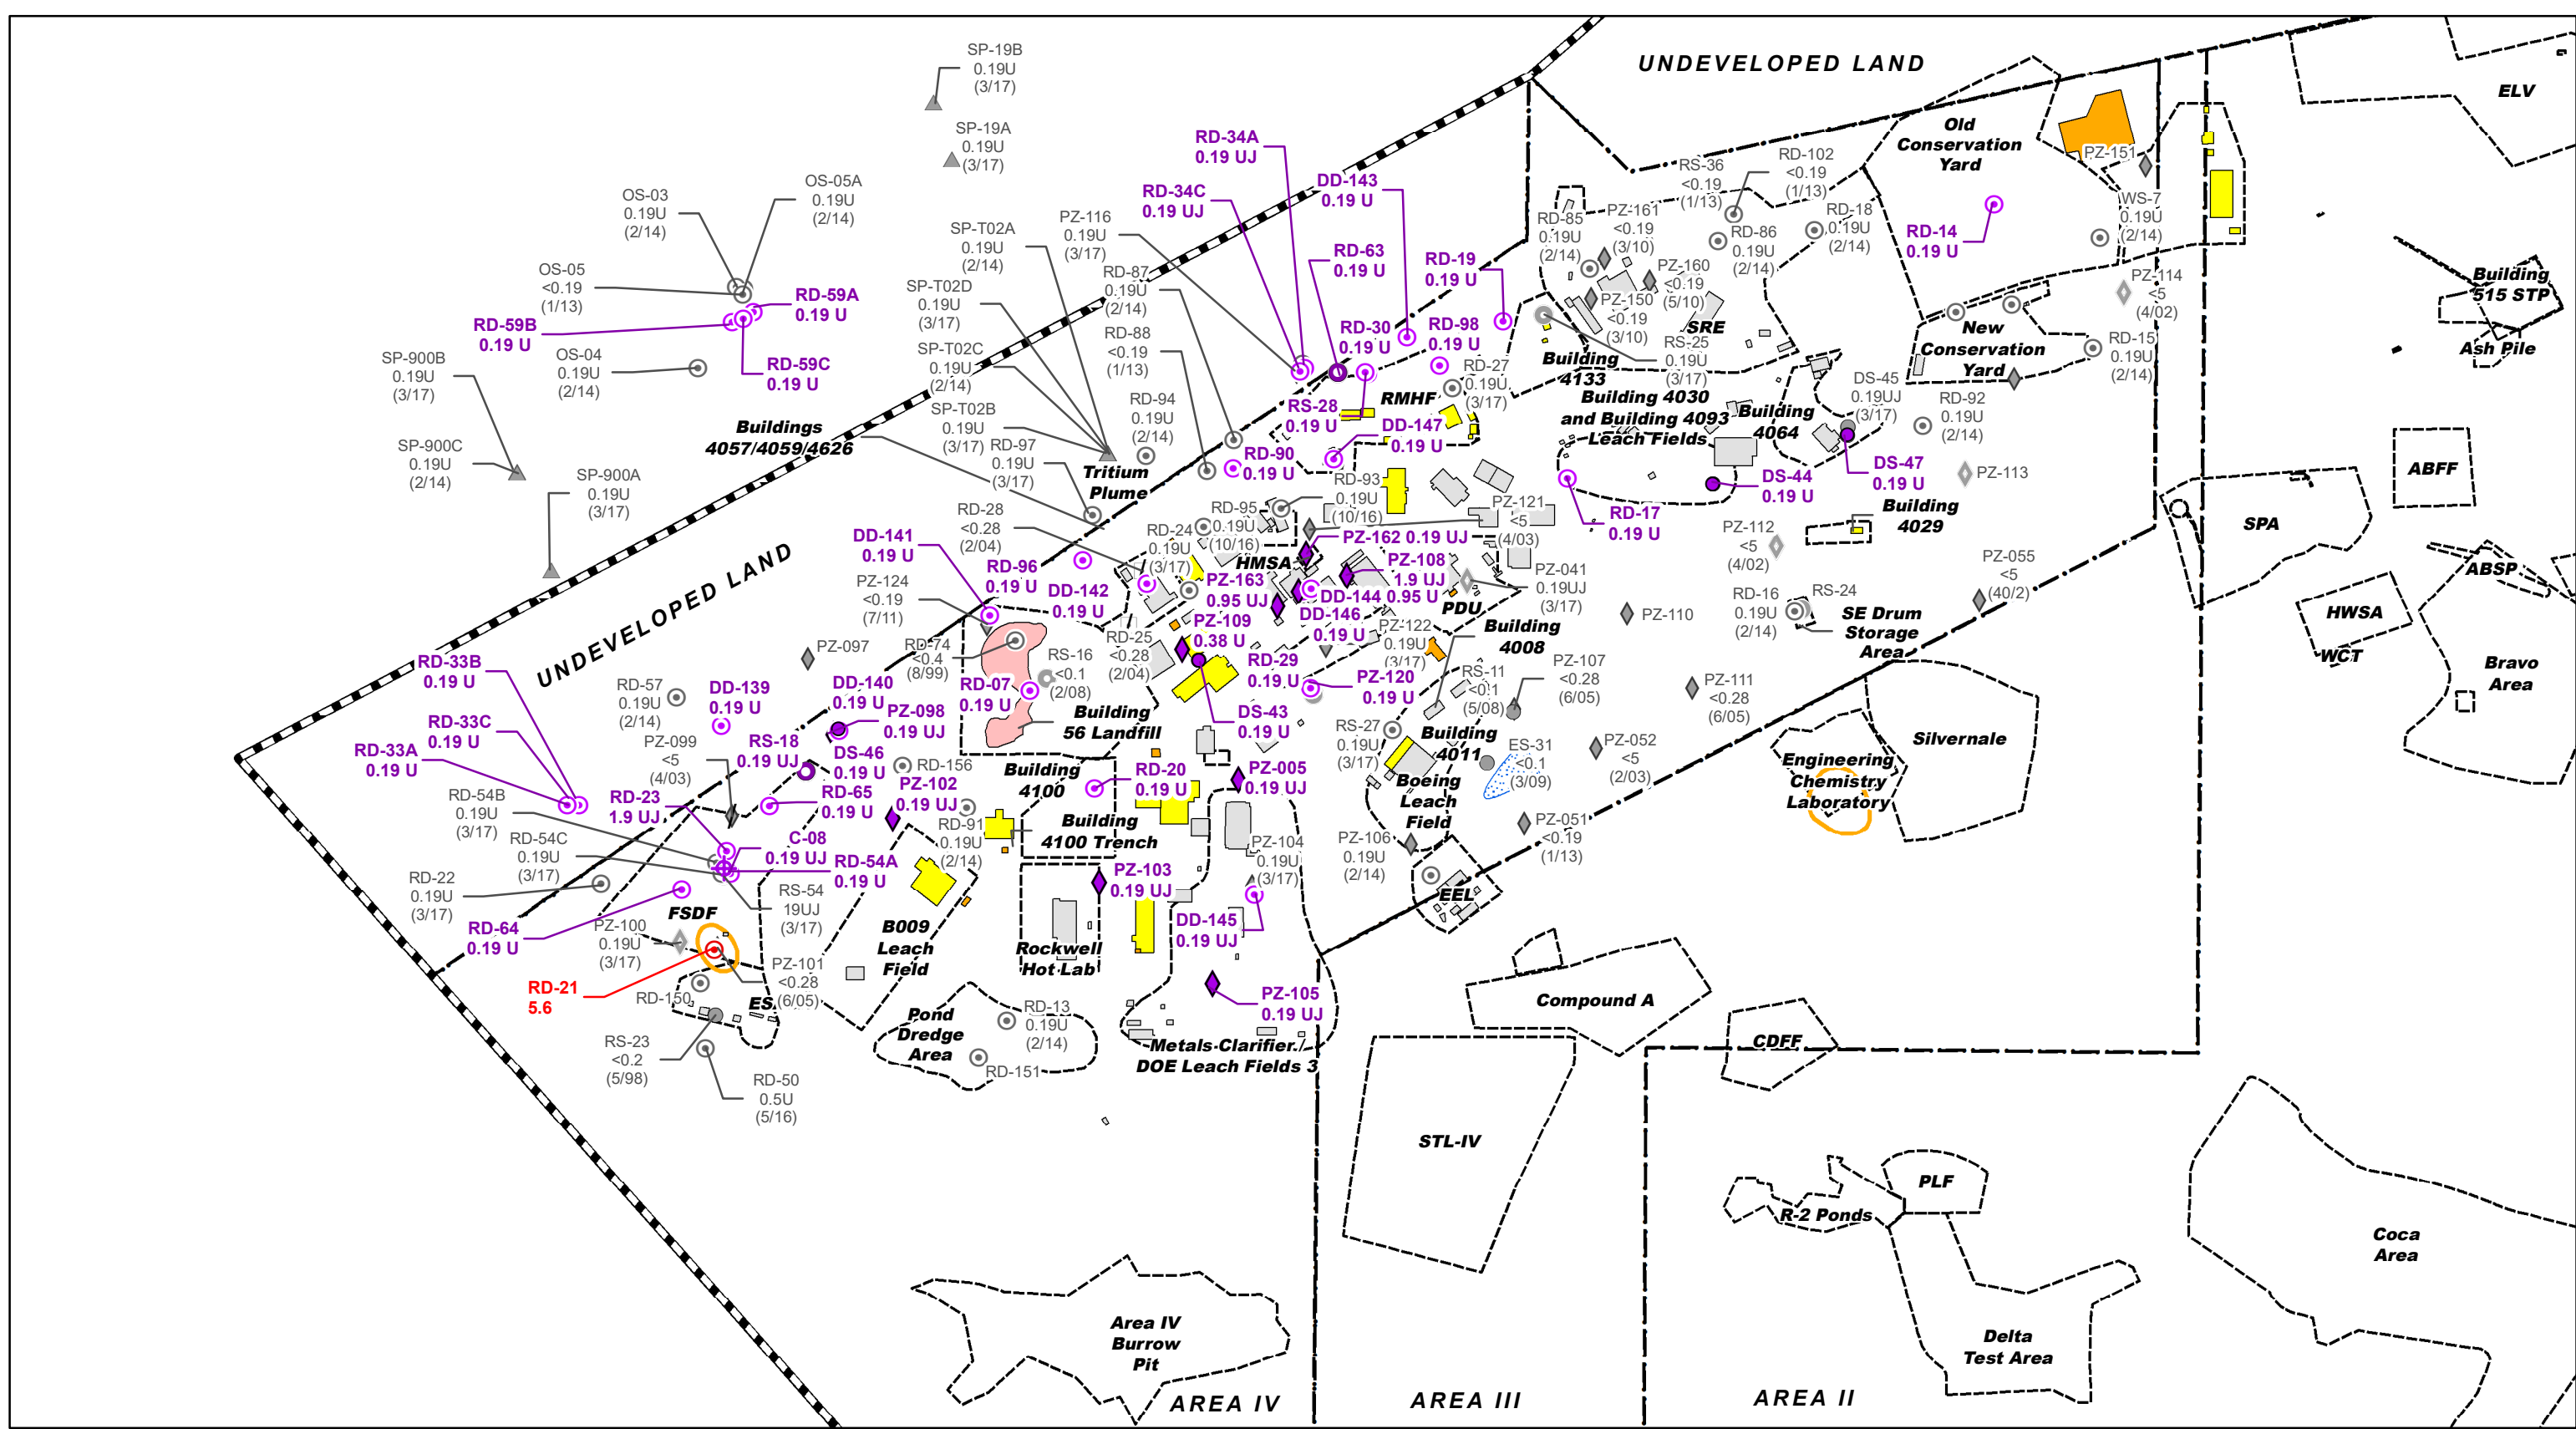 SP-19B
0.19U
(3/17)
UNDEVELOPED LAND
ELV
SP-19A
0.19U
(3/17)
RD-34A
0.19 UJ
Old
Conservation
Yard
PZ-151
RS-36
<0.19
(1/13)
RD-102
<0.19
(1/13)
OS-03
0.19U
(2/14)
OS-05A
0.19U
(2/14)
RD-34C
0.19 UJ
DD-143
0.19 U
WS-7
0.19U
(2/14)
SP-T02A
0.19U
(2/14)
PZ-116
0.19U
(3/17)
RD-85
0.19U
(2/14)
PZ-161
<0.19
(3/10)
RD-86
0.19U
(2/14)
RD-18
0.19U
(2/14)
RD-14
0.19 U
RD-63
0.19 U
RD-19
0.19 U
OS-05
<0.19
(1/13)
RD-59A
0.19 U
SP-T02D
0.19U
(3/17)
RD-87
0.19U
(2/14)
PZ-160
<0.19
(5/10)
PZ-114
<5
(4/02)
Building
515 STP
RD-59B
0.19 U
PZ-150
<0.19
(3/10)
SRE
RD-30
0.19 U
RD-98
0.19 U
New
Conservation
Yard
RD-15
0.19U
(2/14)
Ash Pile
OS-04
0.19U
(2/14)
SP-900B
0.19U
(3/17)
RD-59C
0.19 U
SP-T02C
0.19U
(2/14)
RD-88
<0.19
(1/13)
RS-25
0.19U
(3/17)
Building
4133
RD-27
0.19U
(3/17)
RMHF
Building 4030
and Building 4093
Leach Fields
Building
4064
DS-45
0.19UJ
(3/17)
RD-92
0.19U
(2/14)
SP-T02B
0.19U
(3/17)
RD-94
0.19U
(2/14)
RS-28
0.19 U
DD-147
0.19 U
Buildings
4057/4059/4626
SP-900C
0.19U
(2/14)
RD-97
0.19U
(3/17)
RD-90
0.19 U
Tritium
Plume
SP-900A
0.19U
(3/17)
RD-93
0.19U
(10/16)
DS-44
0.19 U
DS-47
0.19 U
PZ-113
ABFF
RD-28
<0.28
(2/04)
RD-95
0.19U
(10/16)
PZ-121
<5
(4/03)
RD-17
0.19 U
Building
4029
SPA
PZ-112
<5
(4/02)
DD-141
0.19 U
RD-24
0.19U
(3/17)
PZ-162 0.19 UJ
HMSA
PZ-108
1.9 UJ
PZ-055
<5
(40/2)
ABSP
RD-96
0.19 U
DD-142
0.19 U
PZ-163
0.95 UJ
DD-144 0.95 U
PDU
PZ-041
0.19UJ
(3/17)
PZ-124
<0.19
(7/11)
PZ-110
RD-16
0.19U
(2/14)
RS-24
SE Drum
Storage
Area
HWSA
UNDEVELOPED LAND
PZ-109
0.38 U
DD-146
0.19 U
PZ-122
0.19U
(3/17)
Building
4008
WCT
PZ-097
RD-74
<0.4
(8/99)
RS-16
<0.1
(2/08)
RD-25
<0.28
(2/04)
RD-33B
0.19 U
RD-29
0.19 U
PZ-120
0.19 U
RS-11
<0.1
(5/08)
PZ-107
<0.28
(6/05)
PZ-111
<0.28
(6/05)
Bravo
Area
RD-57
0.19U
(2/14)
DD-139
0.19 U
DD-140
0.19 U
RD-07
0.19 U
RD-33C
0.19 U
PZ-098
0.19 UJ
Building
56 Landfill
DS-43
0.19 U
RS-27
0.19U
(3/17)
Building
4011
Silvernale
PZ-099
<5
(4/03)
RS-18
0.19 UJ
DS-46
0.19 U
RD-33A
0.19 U
ES-31
<0.1
(3/09)
PZ-052
<5
(2/03)
Engineering
Chemistry
Laboratory
RD-156
Building
4100
RD-20
0.19 U
PZ-005
0.19 UJ
Boeing
Leach
Field
RD-54B
0.19U
(3/17)
RD-23
1.9 UJ
RD-65
0.19 U
PZ-102
0.19 UJ
RD-91
0.19U
(2/14)
Building
4100 Trench
PZ-051
<0.19
(1/13)
RD-54C
0.19U
(3/17)
C-08
0.19 UJ
PZ-104
0.19U
(3/17)
PZ-106
0.19U
(2/14)
RD-54A
0.19 U
RD-22
0.19U
(3/17)
PZ-103
0.19 UJ
RS-54
19UJ
(3/17)
EEL
FSDF
RD-64
0.19 U
PZ-100
0.19U
(3/17)
B009
Leach
Field
Rockwell
Hot Lab
DD-145
0.19 UJ
PZ-101
<0.28
(6/05)
RD-21
5.6
RD-150
ES
PZ-105
0.19 UJ
Compound A
Pond
Dredge
Area
RD-13
0.19U
(2/14)
RS-23
<0.2
(5/98)
RD-151
Metals Clarifier /
DOE Leach Fields 3
CDFF
RD-50
0.5U
(5/16)
STL-IV
PLF
R-2 Ponds
Coca
Area
Area IV
Burrow
Pit
Delta
Test Area
AREA IV
AREA III
AREA II